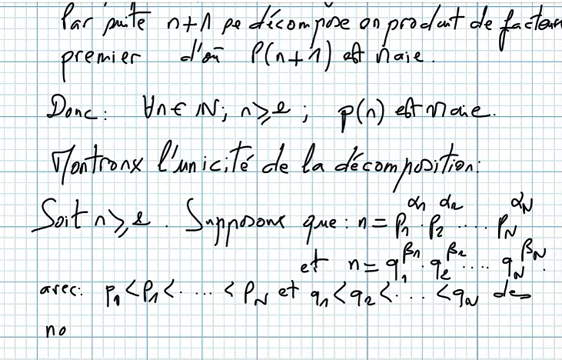 Par suite n+1 se décompose en produit de facteurs
premier d'où P(n+1) est vraie.
Donc: ∀n∈ℕ; n≥2; p(n) est vraie.
Montronx l'unicité de la décomposition:
Soit n≥2. Supposons que: n = p₁^α₁ · p₂^α₂ .... p_N^α_N
et n = q₁^β₁ · q₂^β₂ .... q_N^β_N.
avec: p₁<p₁<.....<p_N et q₁<q₂<...<q_N des
no